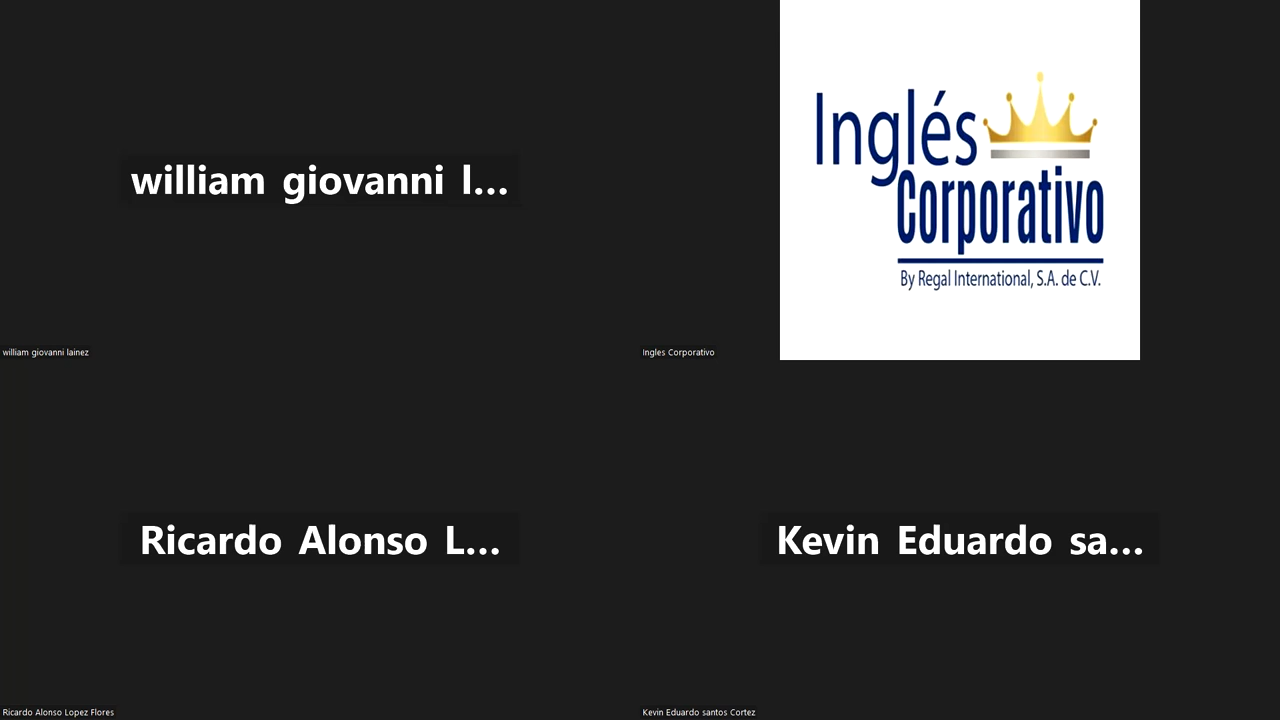 william giovanni l...
william giovanni lainez
Inglés
Corporativo
By Regal International, S.A. de C.V.
Ingles Corporativo
Ricardo Alonso L...
Ricardo Alonso Lopez Flores
Kevin Eduardo sa...
Kevin Eduardo santos Cortez